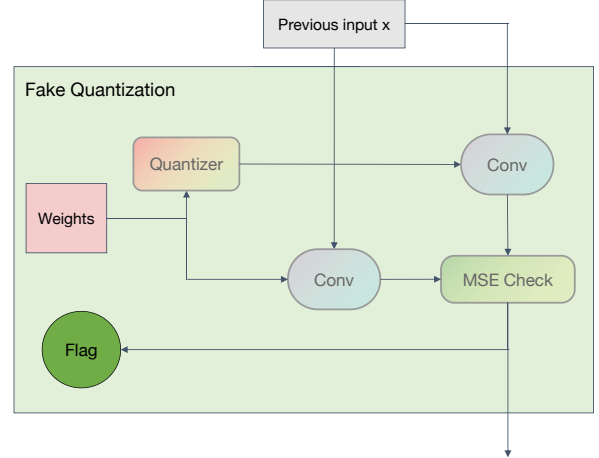 Previous input x
Fake Quantization
Quantizer
Conv
Weights
Conv
MSE Check
Flag